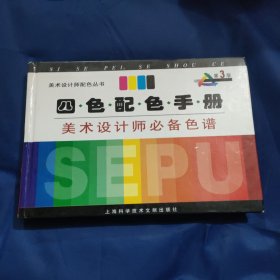 SI SE PEI SE SHOU CE
美术设计师配色丛书
第3版
四·色·配·色·手·册
美术设计师必备色谱
SEPU
上海科学技术文献出版社